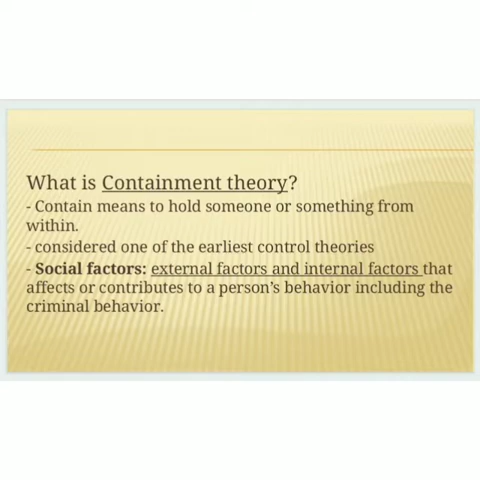 What is Containment theory?
- Contain means to hold someone or something from
within.
- considered one of the earliest control theories
- Social factors: external factors and internal factors that
affects or contributes to a person's behavior including the
criminal behavior.